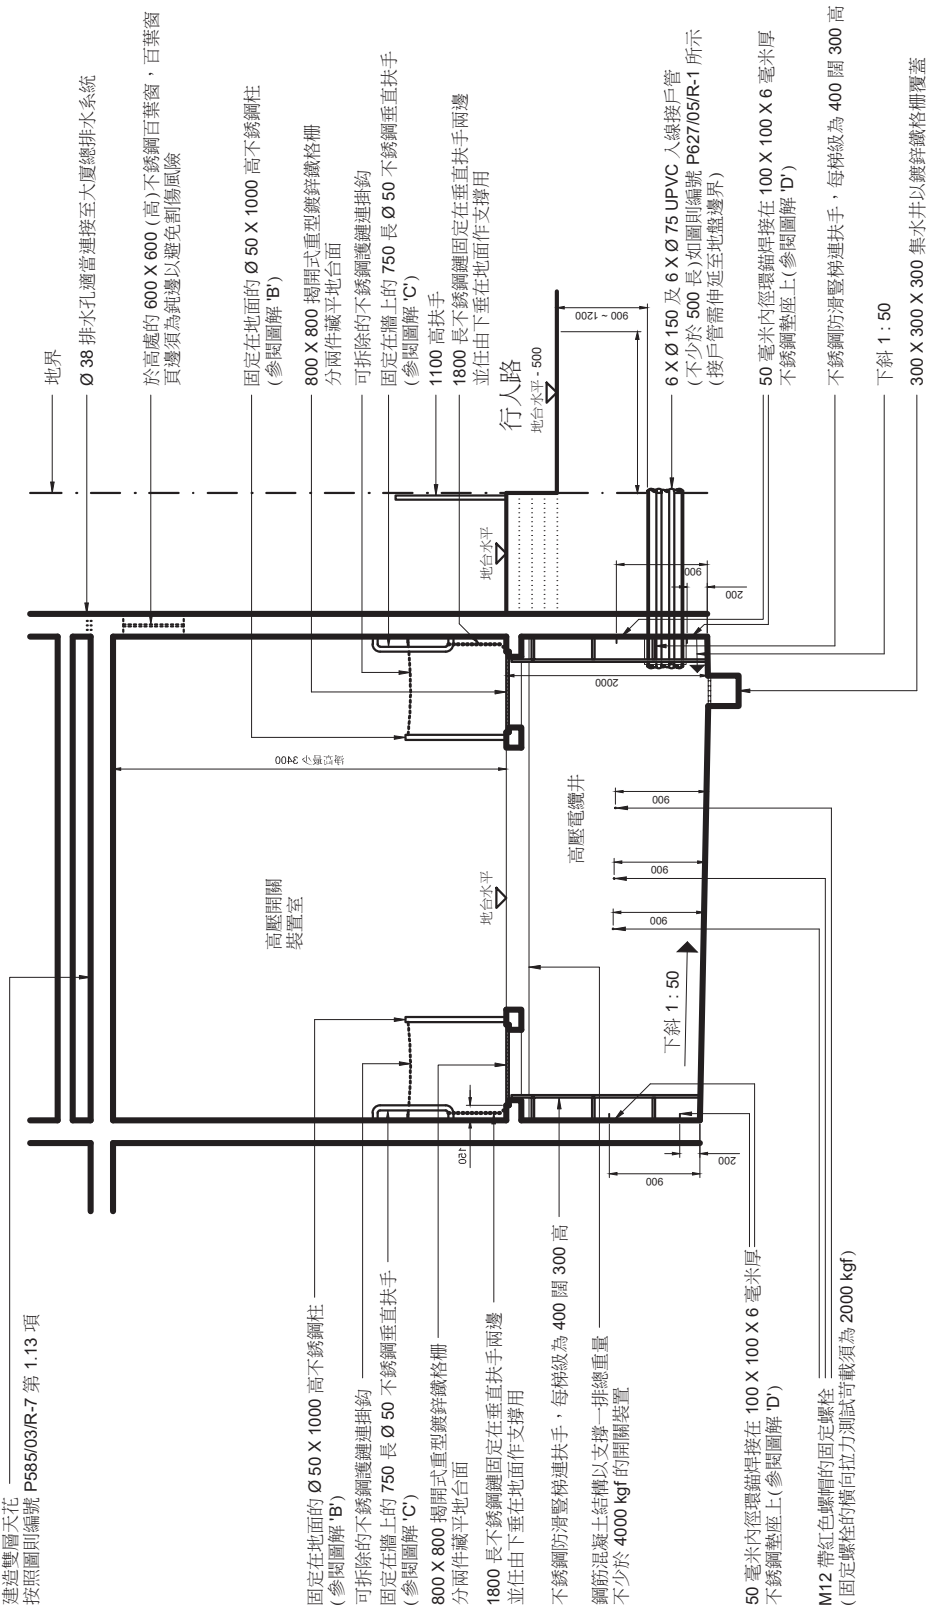 建造雙層天花
按照圖則編號 P585/03/R-7 第 1.13 項
固定在地面的 Ø 50 X 1000 高不銹鋼柱
(參閱圖解 'B')
可拆除的不銹鋼護鏈連掛鈎
固定在牆上的 750 長 Ø 50 不銹鋼垂直扶手
(參閱圖解 'C')
800 X 800 揭開式重型鍍鋅鐵格柵
分兩件藏平地台面
1800 長不銹鋼鏈固定在垂直扶手兩邊
並任由下垂在地面作支撐用
不銹鋼防滑豎梯連扶手，每梯級為 400 闊 300 高
鋼筋混凝土結構以支撐一排總重量
不少於 4000 kgf 的開關裝置
50 毫米內徑環錨焊接在 100 X 100 X 6 毫米厚
不銹鋼墊座上(參閱圖解 'D')
M12 帶紅色螺帽的固定螺栓
(固定螺栓的橫向拉力測試苛載須為 2000 kgf)
高壓開關
裝置室
淨高最少 3400
地台水平
高壓電纜井
下斜 1 : 50
150
900
200
900
900
900
2000
地台水平
行人路
地台水平 - 500
900 ~ 1200
900
200
地界
Ø 38 排水孔適當連接至大廈總排水系統
於高處的 600 X 600 (高)不銹鋼百葉窗，百葉窗
頁邊須為鈍邊以避免割傷風險
固定在地面的 Ø 50 X 1000 高不銹鋼柱
(參閱圖解 'B')
800 X 800 揭開式重型鍍鋅鐵格柵
分兩件藏平地台面
可拆除的不銹鋼護鏈連掛鈎
固定在牆上的 750 長 Ø 50 不銹鋼垂直扶手
(參閱圖解 'C')
1100 高扶手
1800 長不銹鋼鏈固定在垂直扶手兩邊
並任由下垂在地面作支撐用
6 X Ø 150 及 6 X Ø 75 UPVC 入線接戶管
(不少於 500 長)如圖則編號 P627/05/R-1 所示
(接戶管需伸延至地盤邊界)
50 毫米內徑環錨焊接在 100 X 100 X 6 毫米厚
不銹鋼墊座上(參閱圖解 'D')
不銹鋼防滑豎梯連扶手，每梯級為 400 闊 300 高
下斜 1 : 50
300 X 300 X 300 集水井以鍍鋅鐵格柵覆蓋